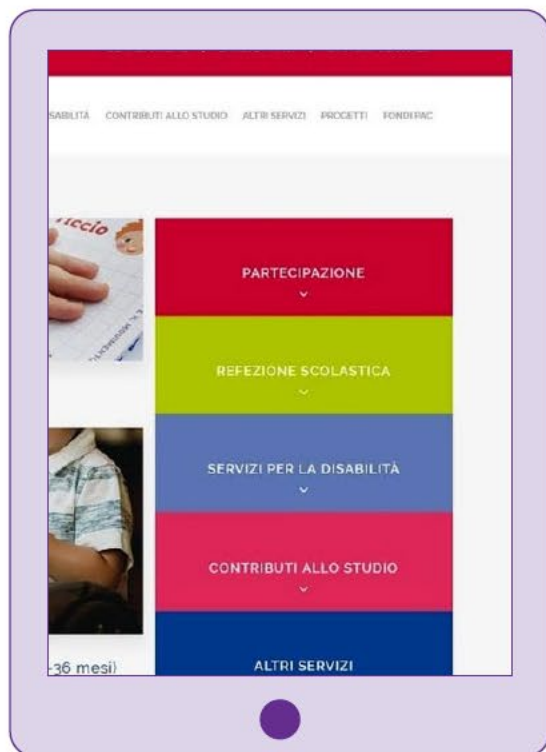 SABILITÀ CONTRIBUTI ALLO STUDIO ALTRI SERVIZI PROGETTI FONDI PAC
riccio
PARTECIPAZIONE
REFEZIONE SCOLASTICA
SERVIZI PER LA DISABILITÀ
CONTRIBUTI ALLO STUDIO
-36 mesi)
ALTRI SERVIZI